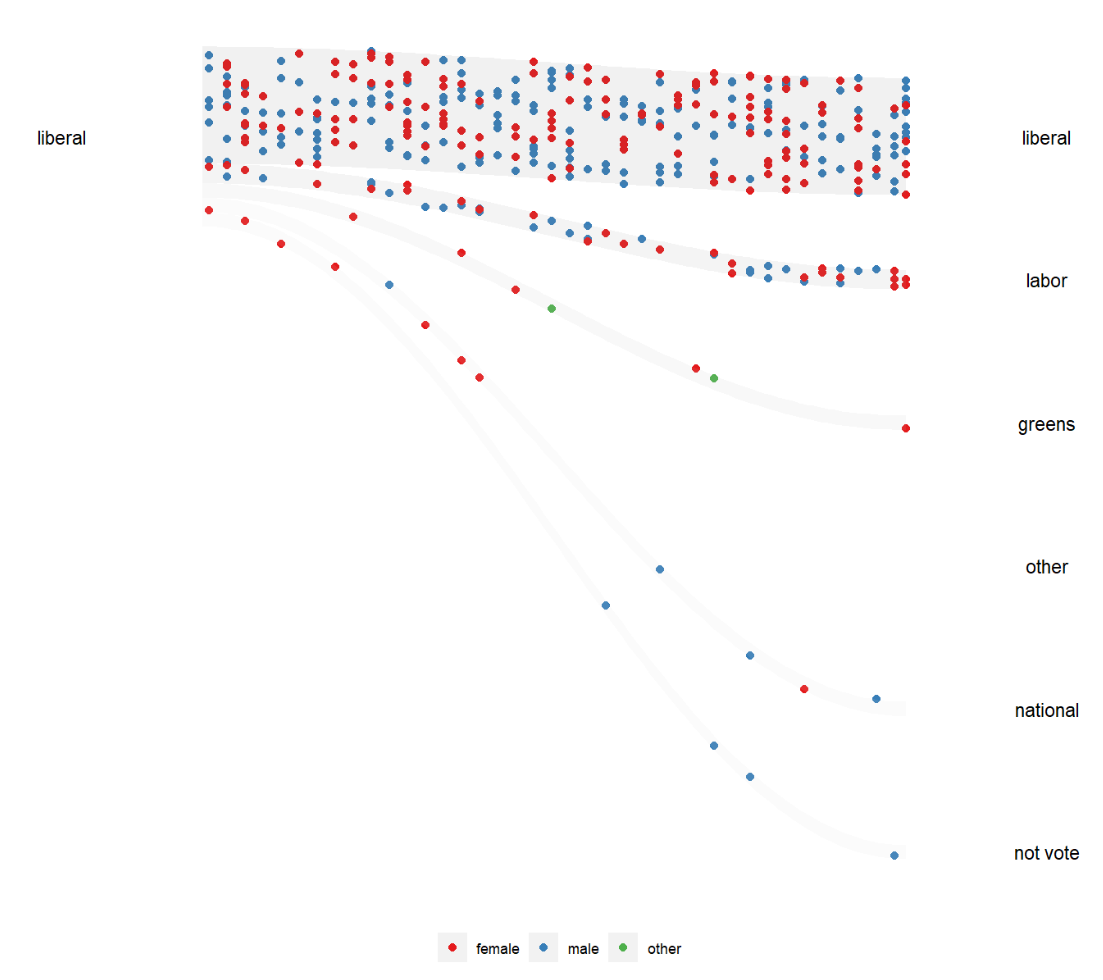 liberal
liberal
labor
greens
other
national
not vote
female male other